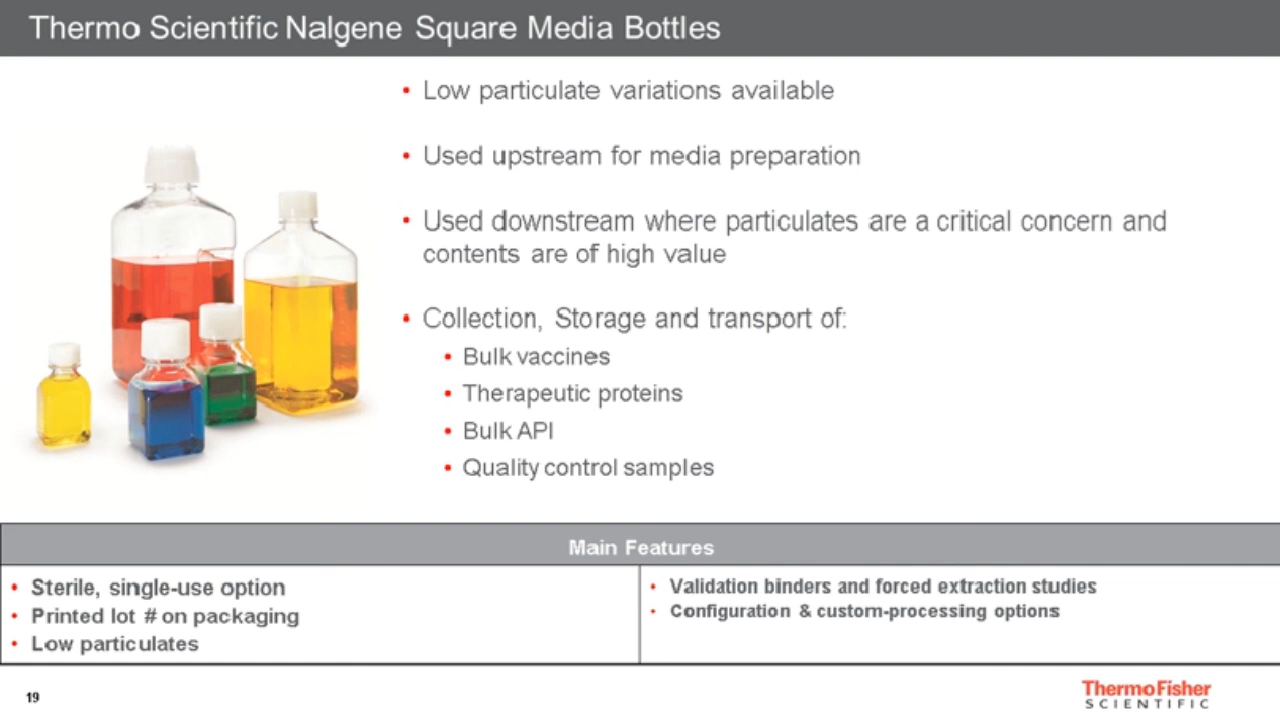 Thermo Scientific Nalgene Square Media Bottles
• Low particulate variations available
• Used upstream for media preparation
• Used downstream where particulates are a critical concern and
contents are of high value
• Collection, Storage and transport of:
• Bulk vaccines
• Therapeutic proteins
• Bulk API
• Quality control samples
Main Features
• Sterile, single-use option
• Printed lot # on packaging
• Low particulates
• Validation binders and forced extraction studies
• Configuration & custom-processing options
19
ThermoFisher
SCIENTIFIC